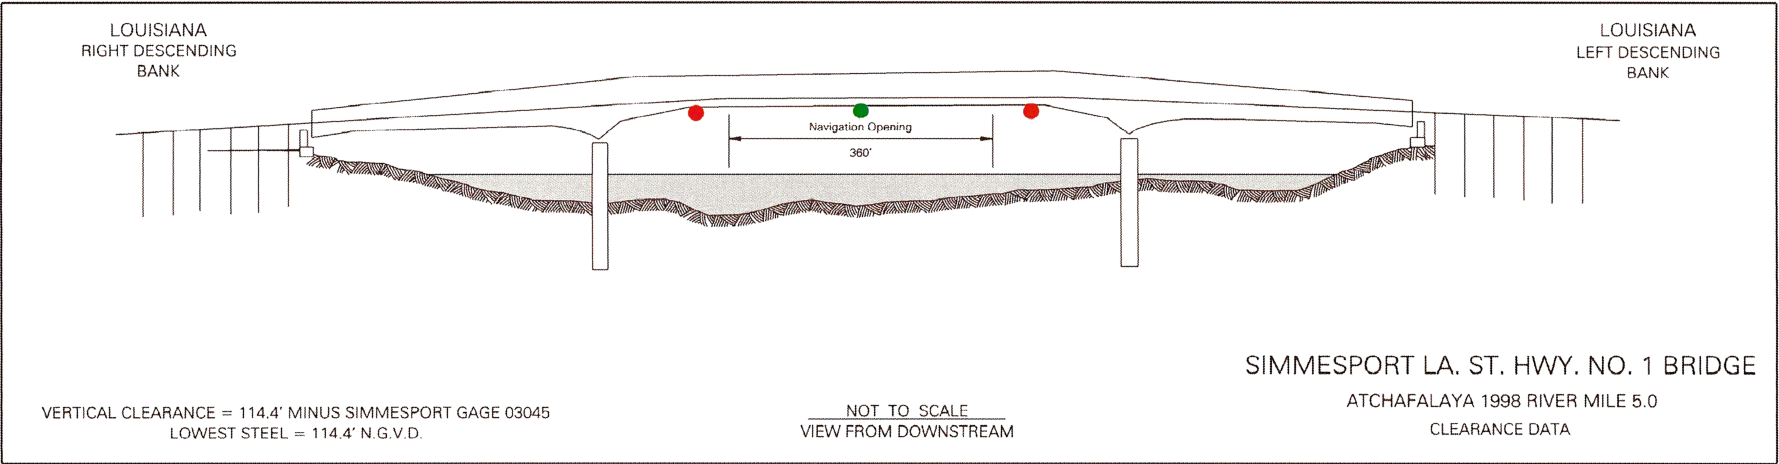 LOUISIANA
RIGHT DESCENDING
BANK
LOUISIANA
LEFT DESCENDING
BANK
Navigation Opening
360'
SIMMESPORT LA. ST. HWY. NO. 1 BRIDGE
ATCHAFALAYA 1998 RIVER MILE 5.0
CLEARANCE DATA
VERTICAL CLEARANCE = 114.4' MINUS SIMMESPORT GAGE 03045
LOWEST STEEL = 114.4' N.G.V.D.
NOT TO SCALE
VIEW FROM DOWNSTREAM